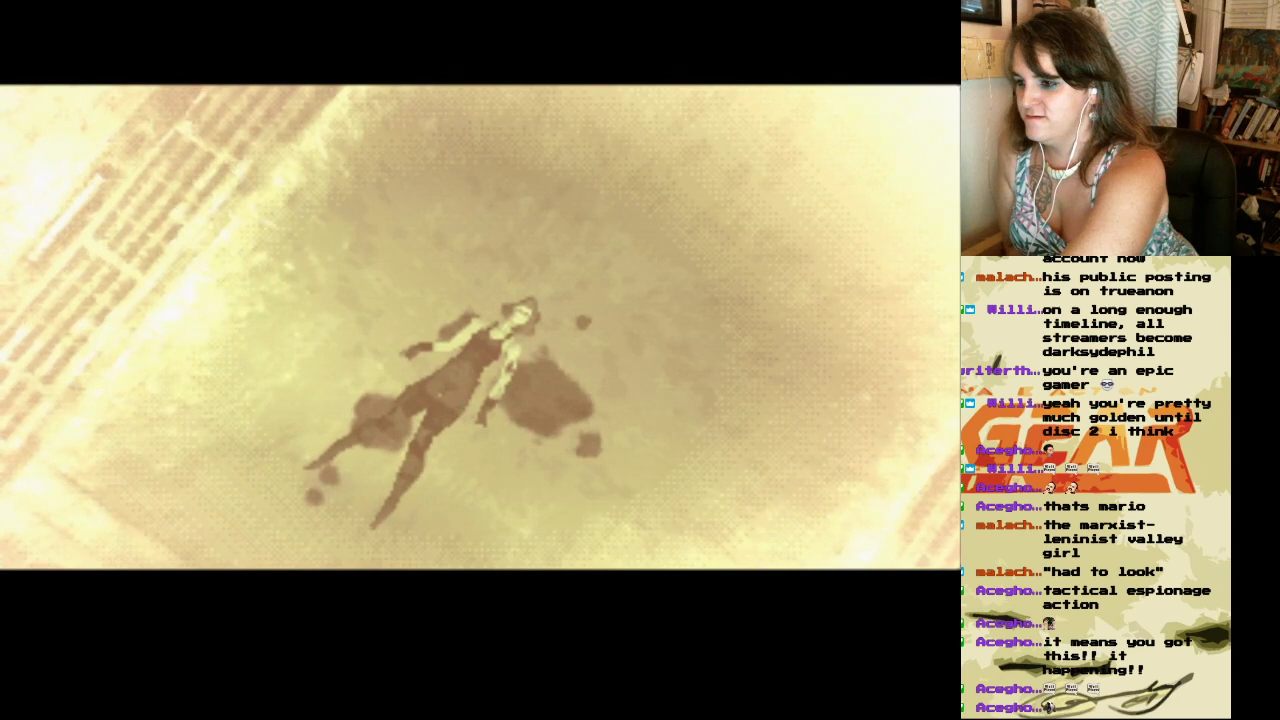 account now
malach…his public posting
is on trueanon
Willi…on a long enough
timeline, all
streamers become
darksydephil
riterth…you're an epic
gamer
Willi…yeah you're pretty
much golden until
disc 2 i think
Acegho…
Willi…
Acegho…
Acegho…thats mario
malach…the marxist-
leninist valley
girl
malach…"had to look"
Acegho…tactical espionage
action
Acegho…
Acegho…it means you got
this!! it
happening!!
Acegho…
Acegho…
GEAR